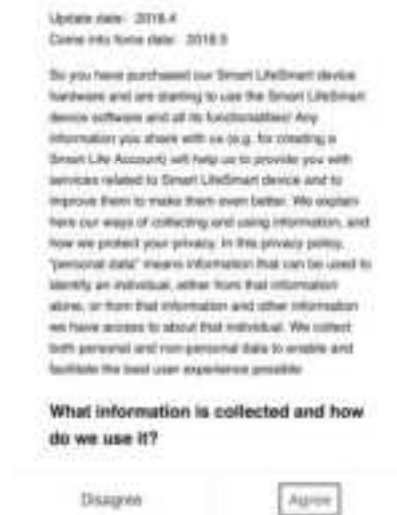 Update date: 2018.4
Come into force date: 2018.5
So you have purchased our Smart Life/Smart device
hardware and are starting to use the Smart Life/Smart
device software and all its functionalities! Any
information you share with us (e.g. for creating a
Smart Life Account) will help us to provide you with
services related to Smart Life/Smart device and to
improve them to make them even better. We explain
here our ways of collecting and using information, and
how we protect your privacy. In this privacy policy,
"personal data" means information that can be used to
identify an individual, either from that information
alone, or from that information and other information
we have access to about that individual. We collect
both personal and non-personal data to enable and
facilitate the best user experience possible
What information is collected and how
do we use it?
Disagree
Agree